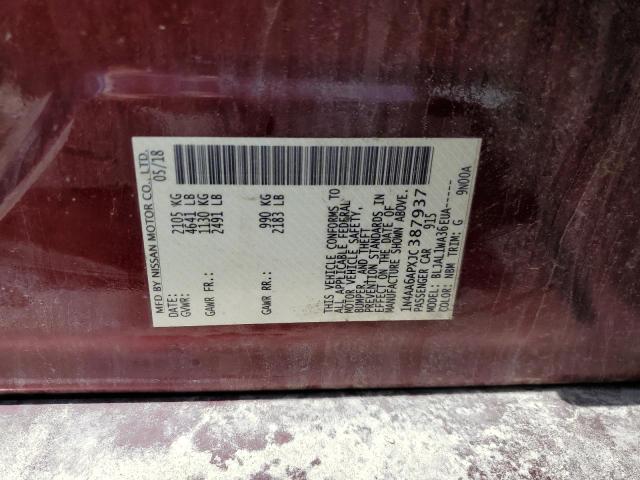 MFD BY NISSAN MOTOR CO., LTD.
DATE: 05/18
GVWR: 2105 KG
4641 LB
GAWR FR: 1130 KG
2491 LB
GAWR RR: 990 KG
2183 LB
THIS VEHICLE CONFORMS TO
ALL APPLICABLE FEDERAL
MOTOR VEHICLE SAFETY,
BUMPER, AND THEFT
PREVENTION STANDARDS IN
EFFECT ON THE DATE OF
MANUFACTURE SHOWN ABOVE.
1N4AA6APXJC387937
PASSENGER CAR 915
MODEL: BLJALIWA36EUA-----
COLOR: NBM TRIM: G 9N00A